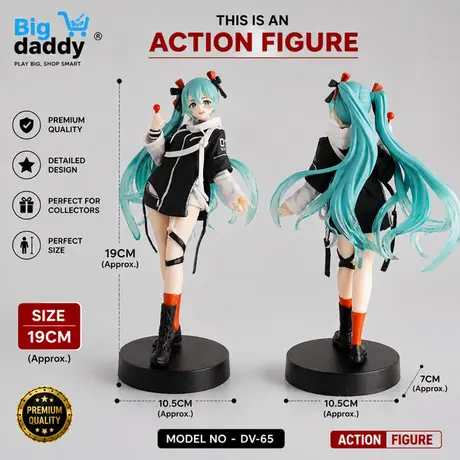 Big
daddy®
PLAY BIG, SHOP SMART
THIS IS AN
ACTION FIGURE
PREMIUM
QUALITY
DETAILED
DESIGN
PERFECT FOR
COLLECTORS
PERFECT
SIZE
19CM
(Approx.)
SIZE
19CM
(Approx.)
PREMIUM
QUALITY
10.5CM
(Approx.)
10.5CM
(Approx.)
7CM
(Approx.)
MODEL NO - DV-65
ACTION FIGURE